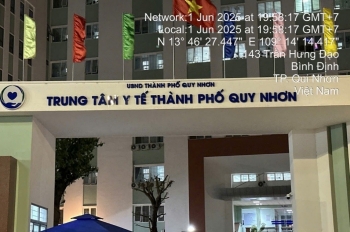 Network:1 Jun 2025 at 19:58:17 GMT+7
Local:1 Jun 2025 at 19:58:17 GMT+7
N 13° 46' 27.447", E 109° 14' 14.417"
143 Trần Hưng Đạo
Bình Định
TP. Qui Nhơn
Việt Nam
UBND THÀNH PHỐ QUY NHƠN
TRUNG TÂM Y TẾ THÀNH PHỐ QUY NHƠN